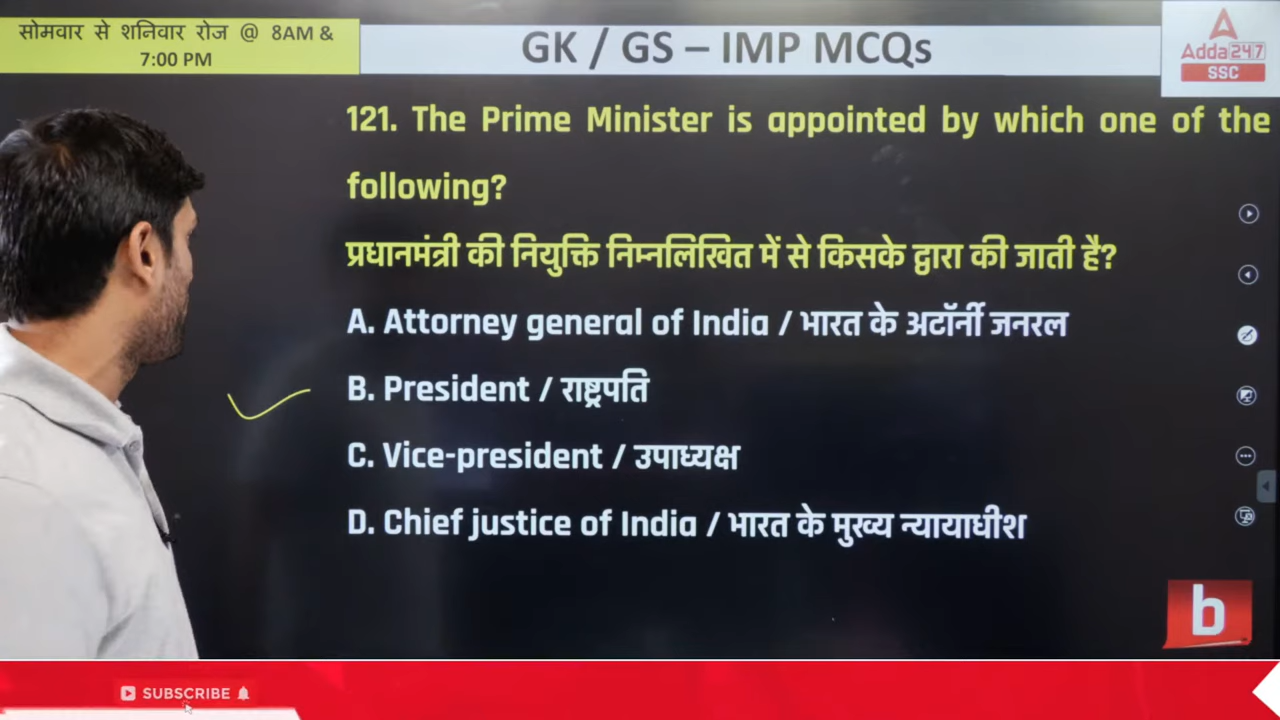 सोमवार से शनिवार रोज @ 8AM &
7:00 PM
GK / GS – IMP MCQs
Adda247
SSC
121. The Prime Minister is appointed by which one of the
following?
प्रधानमंत्री की नियुक्ति निम्नलिखित में से किसके द्वारा की जाती है?
A. Attorney general of India / भारत के अटॉर्नी जनरल
B. President / राष्ट्रपति
C. Vice-president / उपाध्यक्ष
D. Chief justice of India / भारत के मुख्य न्यायाधीश
b
SUBSCRIBE